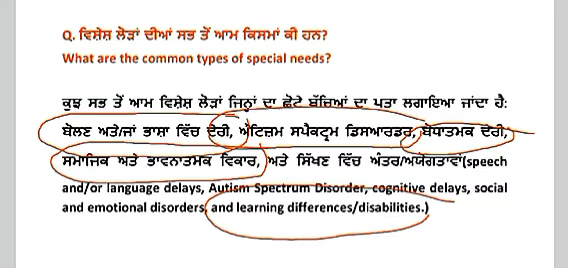 Q. ਵਿਸ਼ੇਸ਼ ਲੋੜਾਂ ਦੀਆਂ ਸਭ ਤੋਂ ਆਮ ਕਿਸਮਾਂ ਕੀ ਹਨ?
What are the common types of special needs?
ਕੁਝ ਸਭ ਤੋਂ ਆਮ ਵਿਸ਼ੇਸ਼ ਲੋੜਾਂ ਜਿਨ੍ਹਾਂ ਦਾ ਛੋਟੇ ਬੱਚਿਆਂ ਦਾ ਪਤਾ ਲਗਾਇਆ ਜਾਂਦਾ ਹੈ:
ਬੋਲਣ ਅਤੇ/ਜਾਂ ਭਾਸ਼ਾ ਵਿੱਚ ਦੇਰੀ, ਔਟਿਜ਼ਮ ਸਪੈਕਟ੍ਰਮ ਡਿਸਆਰਡਰ, ਬੋਧਾਤਮਕ ਦੇਰੀ,
ਸਮਾਜਿਕ ਅਤੇ ਭਾਵਨਾਤਮਕ ਵਿਕਾਰ, ਅਤੇ ਸਿੱਖਣ ਵਿੱਚ ਅੰਤਰ/ਅਯੋਗਤਾਵਾਂ(speech
and/or language delays, Autism Spectrum Disorder, cognitive delays, social
and emotional disorders, and learning differences/disabilities.)